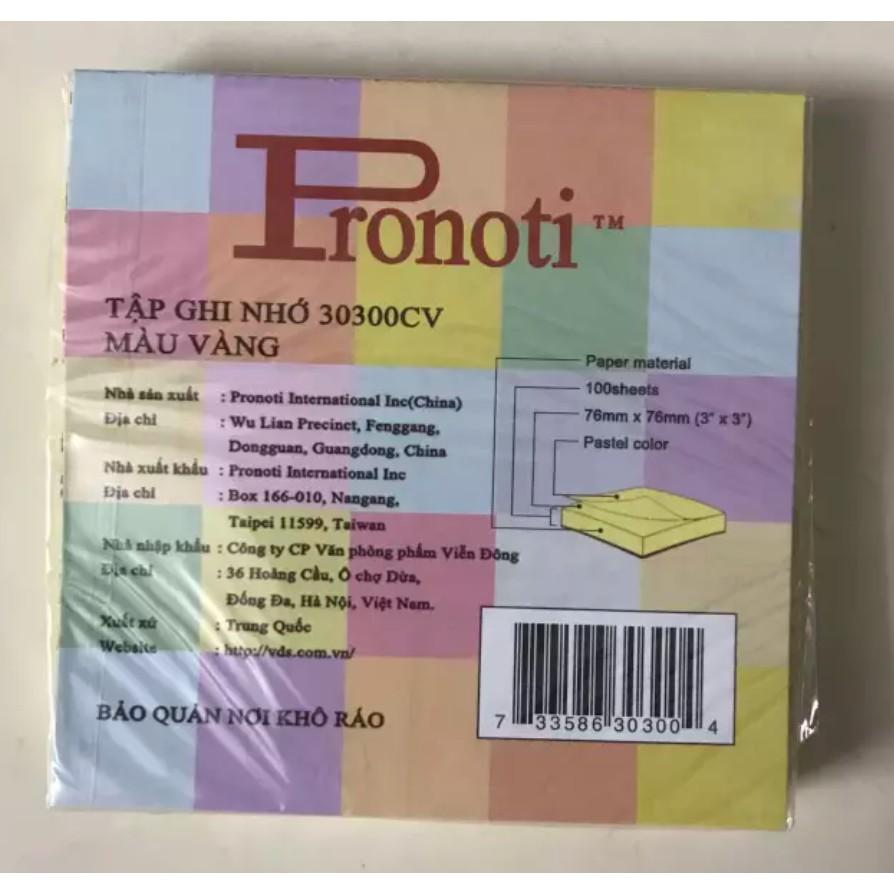 Pronoti™
TẬP GHI NHỚ 30300CV
MÀU VÀNG
Paper material
100sheets
76mm x 76mm (3" x 3")
Pastel color
Nhà sản xuất : Pronoti International Inc(China)
Địa chỉ : Wu Lian Precinct, Fenggang,
Dongguan, Guangdong, China
Nhà xuất khẩu : Pronoti International Inc
Địa chỉ : Box 166-010, Nangang,
Taipei 11599, Taiwan
Nhà nhập khẩu : Công ty CP Văn phòng phẩm Viễn Đông
Địa chỉ : 36 Hoàng Cầu, Ô chợ Dừa,
Đống Đa, Hà Nội, Việt Nam.
Xuất xứ : Trung Quốc
Website : http://vds.com.vn/
BẢO QUẢN NƠI KHÔ RÁO
7 33586 30300 4